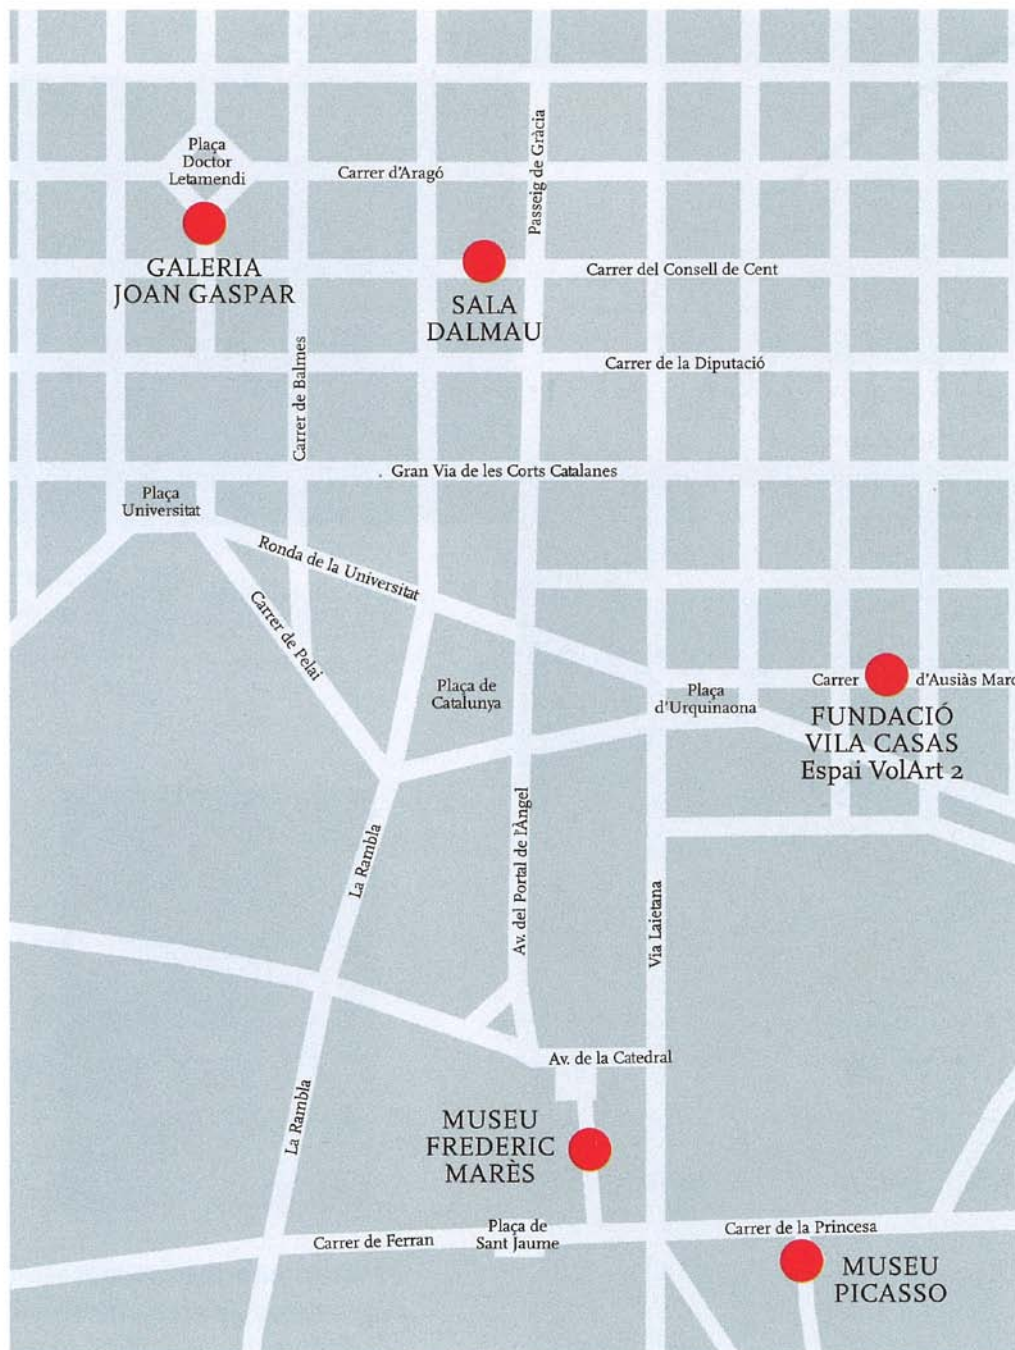 Plaça
Doctor
Letamendi
Carrer d'Aragó
Passeig de Gràcia
GALERIA
JOAN GASPAR
SALA
DALMAU
Carrer del Consell de Cent
Carrer de Balmes
Carrer de la Diputació
Gran Via de les Corts Catalanes
Plaça
Universitat
Ronda de la Universitat
Carrer de Pelai
Plaça de
Catalunya
Plaça
d'Urquinaona
Carrer d'Ausiàs Marc
FUNDACIÓ
VILA CASAS
Espai VolArt 2
La Rambla
Av. del Portal de l'Àngel
Via Laietana
Av. de la Catedral
La Rambla
MUSEU
FREDERIC
MARÈS
Carrer de Ferran
Plaça de
Sant Jaume
Carrer de la Princesa
MUSEU
PICASSO